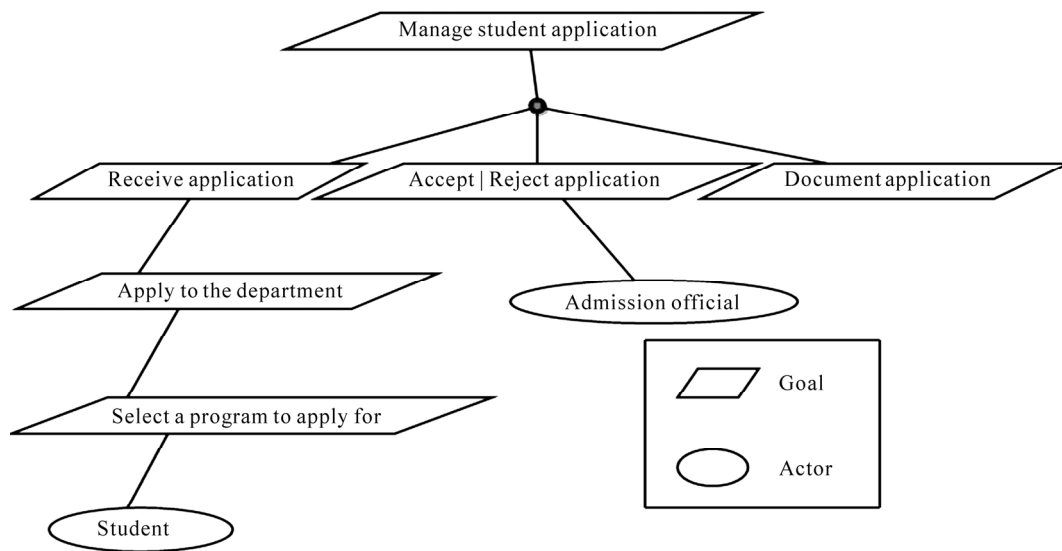 Manage student application
Receive application
Accept | Reject application
Document application
Apply to the department
Admission official
Select a program to apply for
Student
Goal
Actor